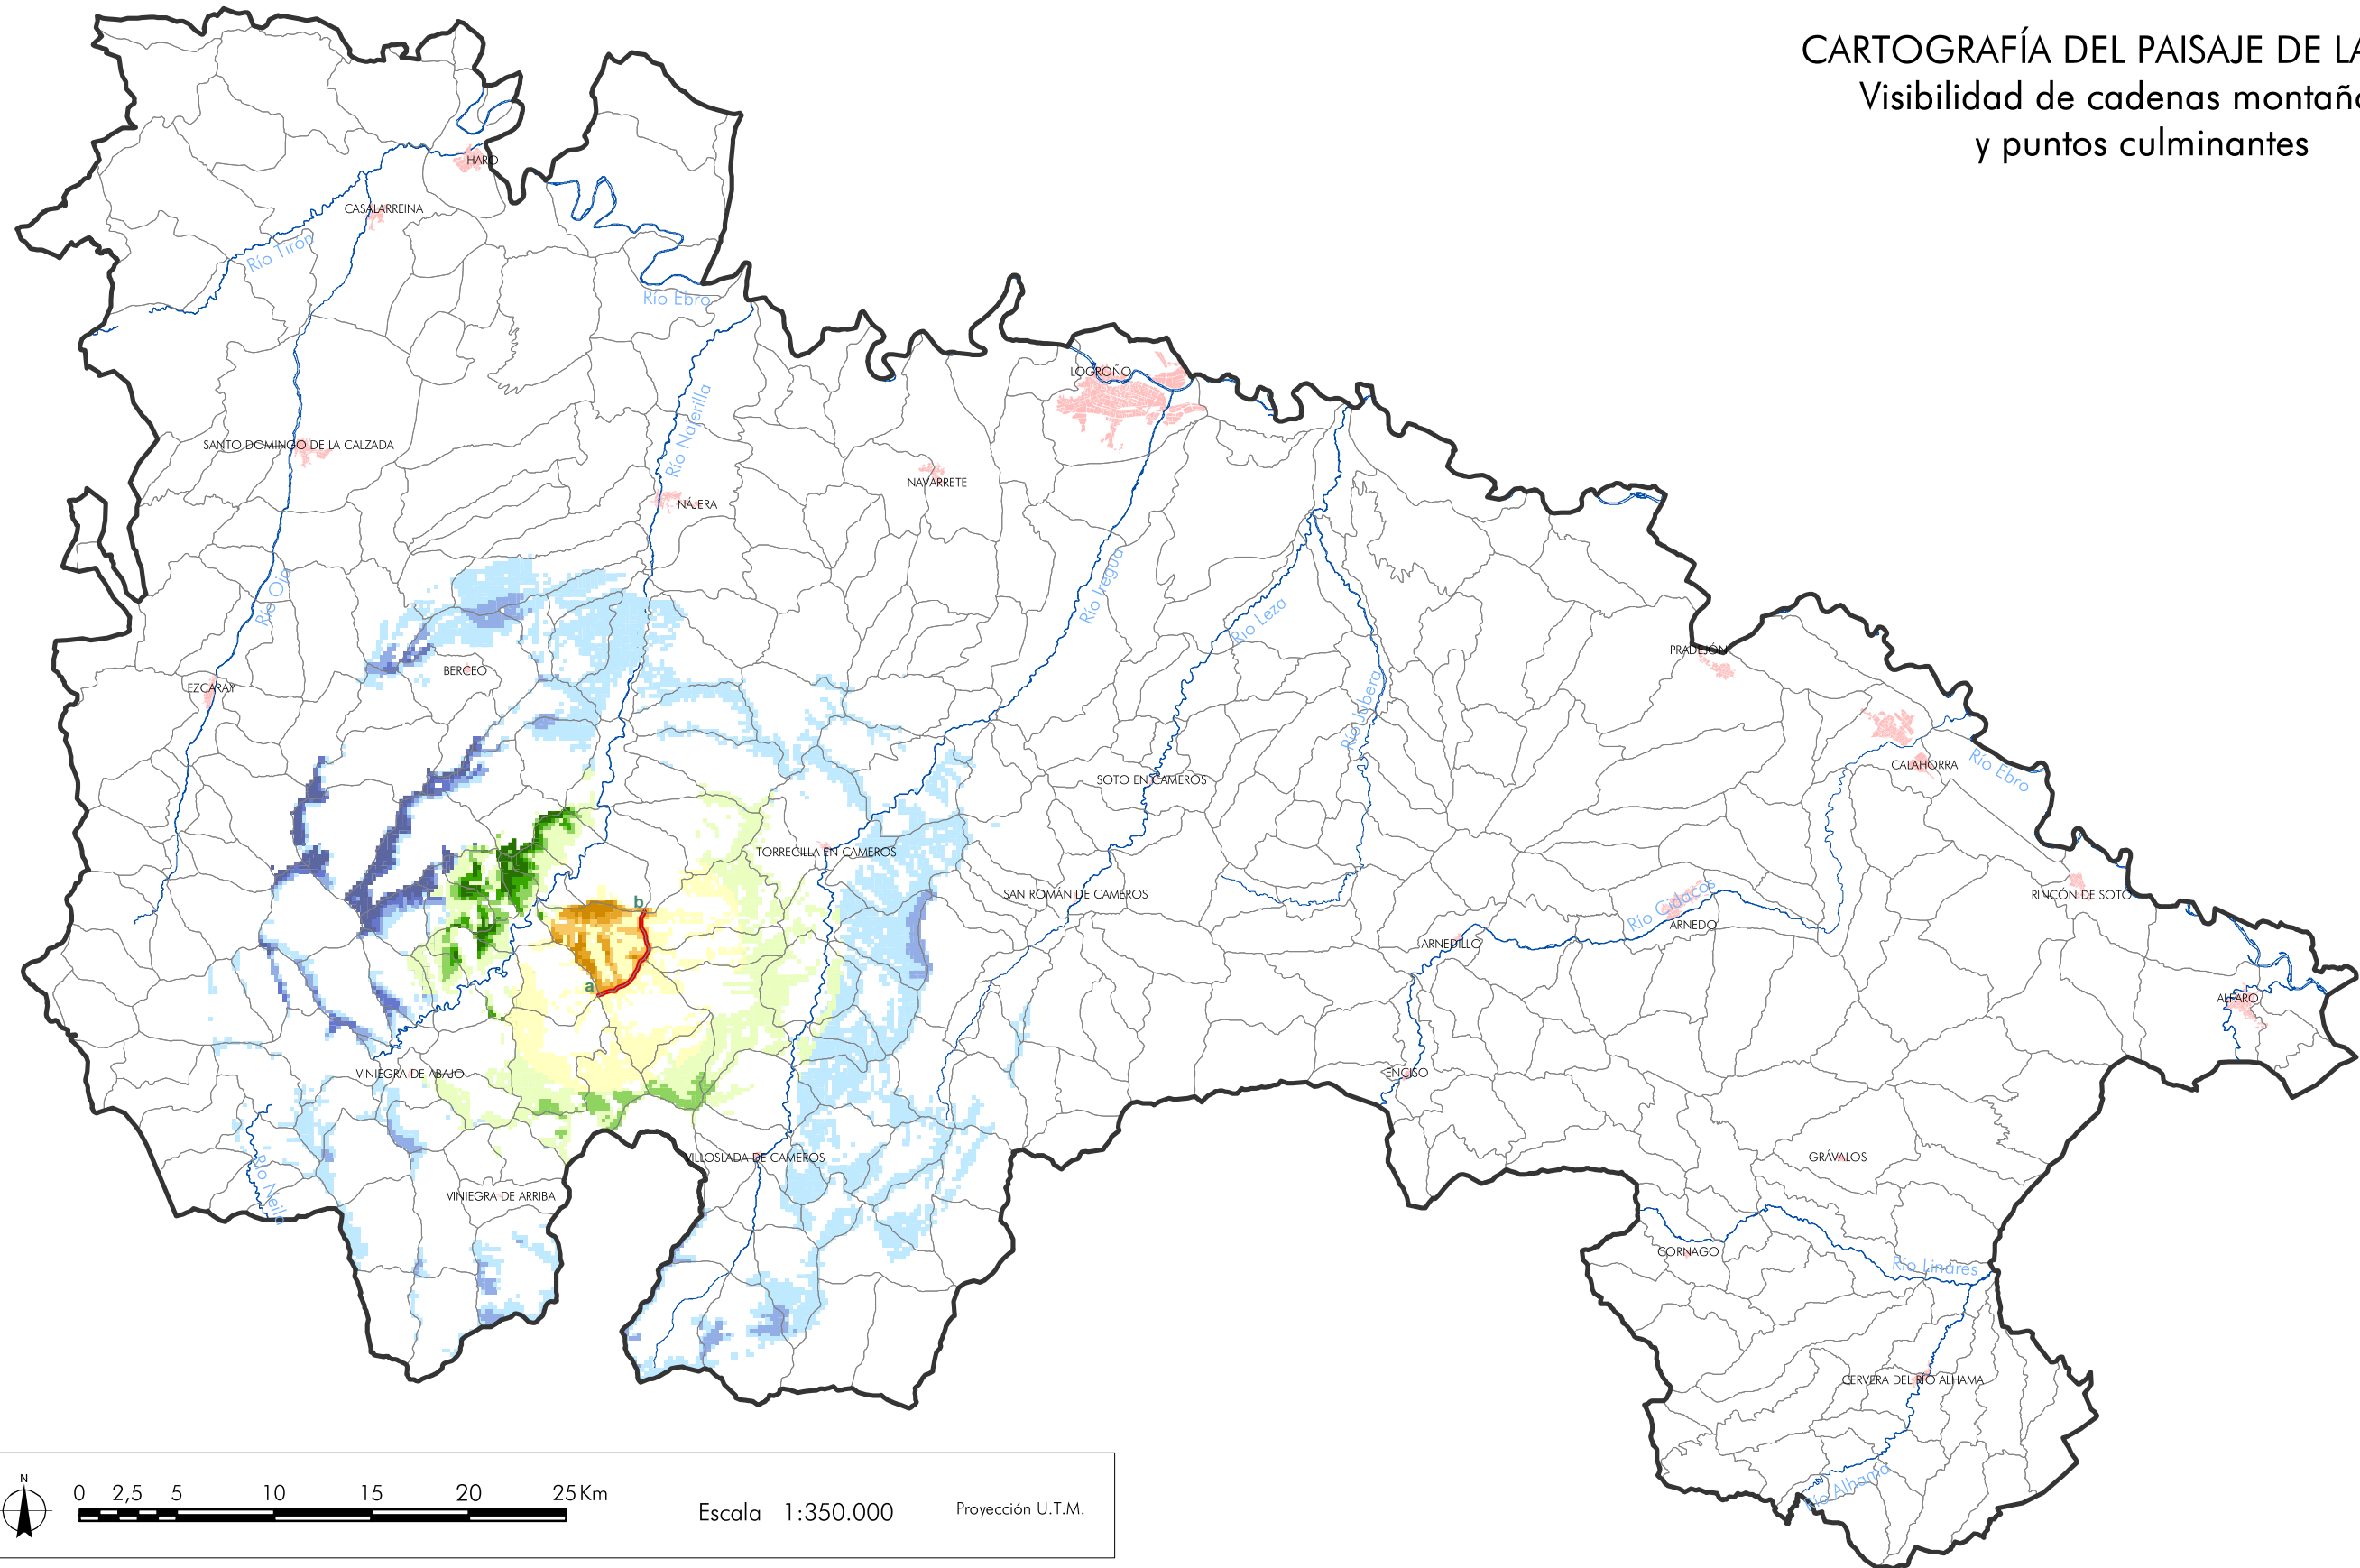 CARTOGRAFÍA DEL PAISAJE DE LA
Visibilidad de cadenas montaño
y puntos culminantes
HARO
CASALARREINA
Río Tirón
Río Ebro
LOGROÑO
Río Najerilla
SANTO DOMINGO DE LA CALZADA
NAVARRETE
NÁJERA
Río Oja
Río Iregua
Río Leza
PRADEJÓN
BERCEO
EZCARAY
Río Jubera
CALAHORRA
Río Ebro
SOTO EN CAMEROS
TORRECILLA EN CAMEROS
SAN ROMÁN DE CAMEROS
RINCÓN DE SOTO
Río Cidacos
b
ARNEDO
ARNEDILLO
a
ALFARO
VINIEGRA DE ABAJO
ENCISO
VILLOSLADA DE CAMEROS
GRÁVALOS
Río Neila
VINIEGRA DE ARRIBA
CORNAGO
Río Linares
CERVERA DEL RÍO ALHAMA
Río Alhama
N
0 2,5 5 10 15 20 25 Km
Escala 1:350.000
Proyección U.T.M.